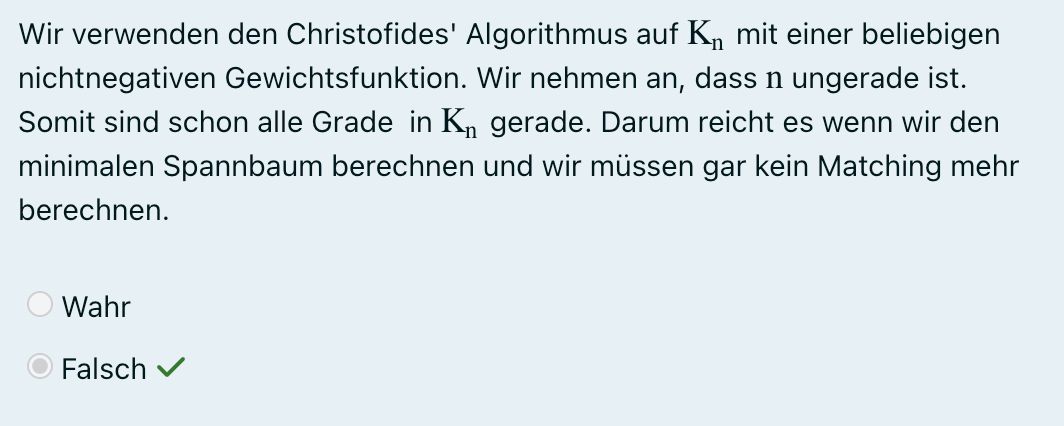 Wir verwenden den Christofides' Algorithmus auf Kₙ mit einer beliebigen
nichtnegativen Gewichtsfunktion. Wir nehmen an, dass n ungerade ist.
Somit sind schon alle Grade in Kₙ gerade. Darum reicht es wenn wir den
minimalen Spannbaum berechnen und wir müssen gar kein Matching mehr
berechnen.
Wahr
Falsch